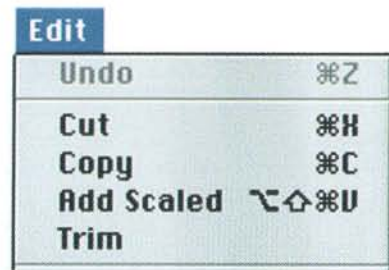 Edit
Undo ⌘Z
Cut ⌘X
Copy ⌘C
Add Scaled ⌥⇧⌘V
Trim